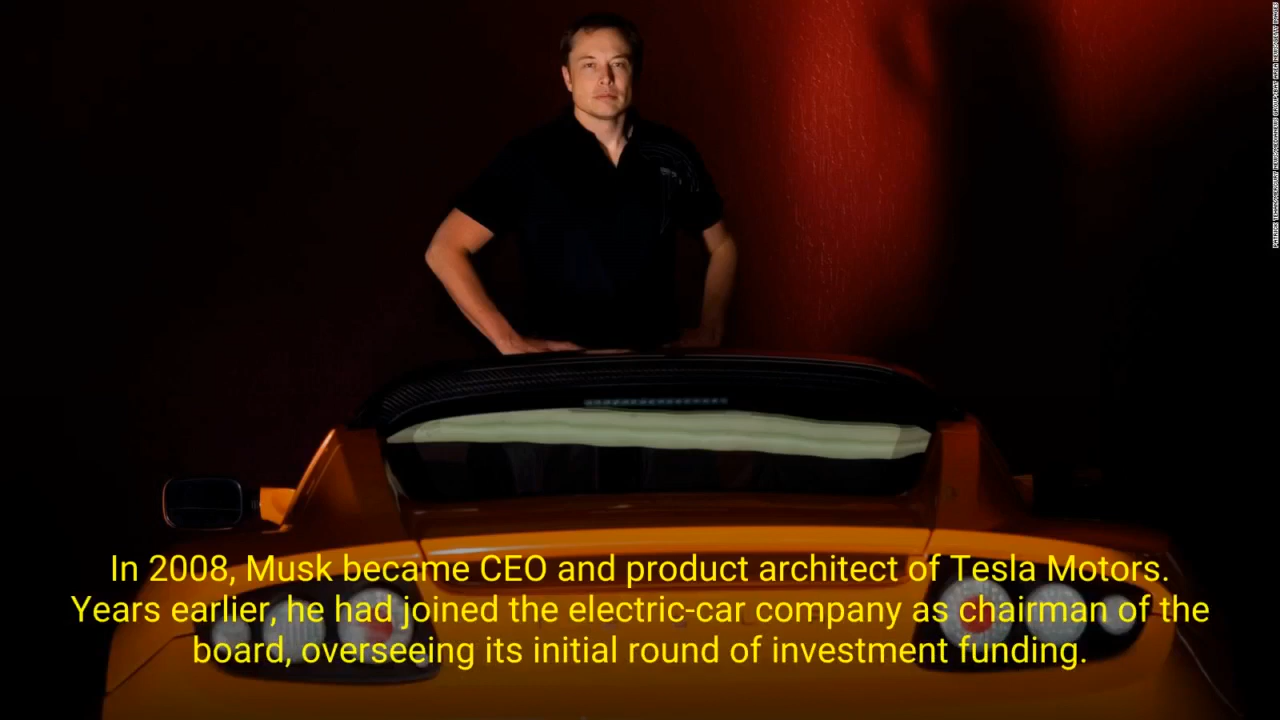 In 2008, Musk became CEO and product architect of Tesla Motors.
Years earlier, he had joined the electric-car company as chairman of the
board, overseeing its initial round of investment funding.